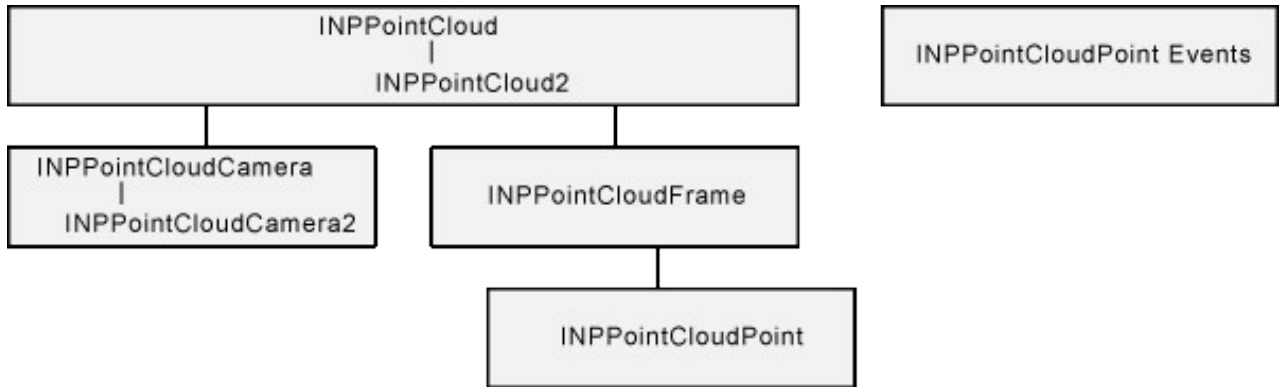 INPPointCloud
INPPointCloud2
INPPointCloudPoint Events
INPPointCloudCamera
INPPointCloudCamera2
INPPointCloudFrame
INPPointCloudPoint